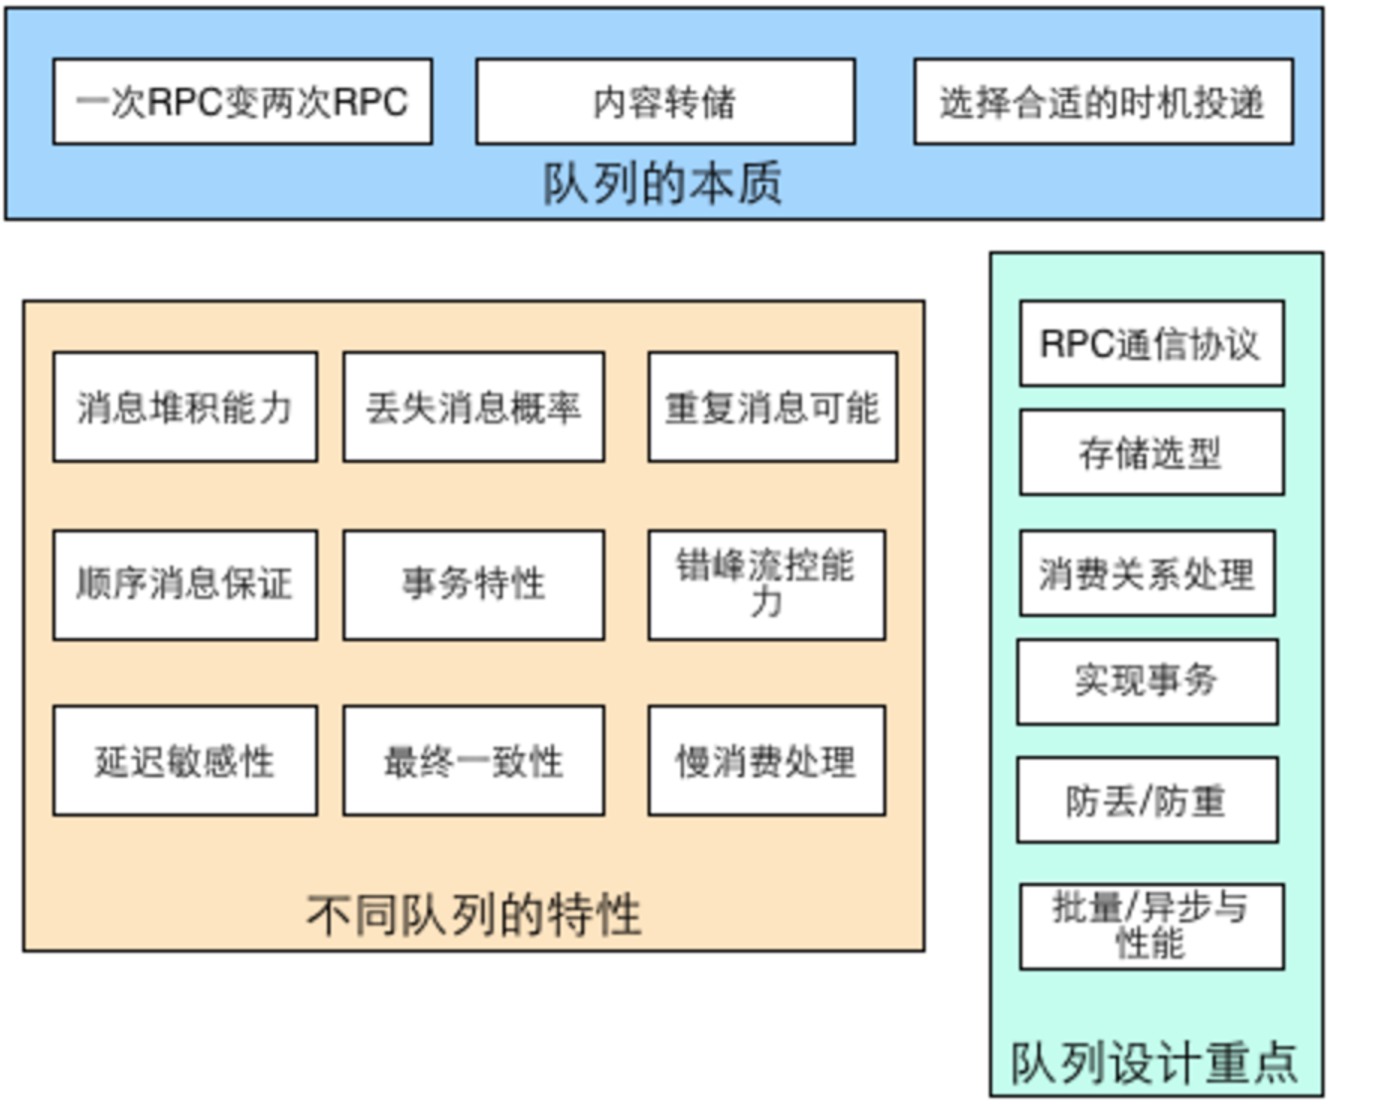 一次RPC变两次RPC
内容转储
选择合适的时机投递
队列的本质
消息堆积能力
丢失消息概率
重复消息可能
顺序消息保证
事务特性
错峰流控能
力
延迟敏感性
最终一致性
慢消费处理
不同队列的特性
RPC通信协议
存储选型
消费关系处理
实现事务
防丢/防重
批量/异步与
性能
队列设计重点